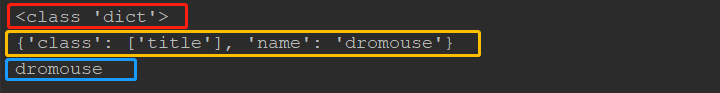 <class 'dict'>
{'class': ['title'], 'name': 'dromouse'}
dromouse